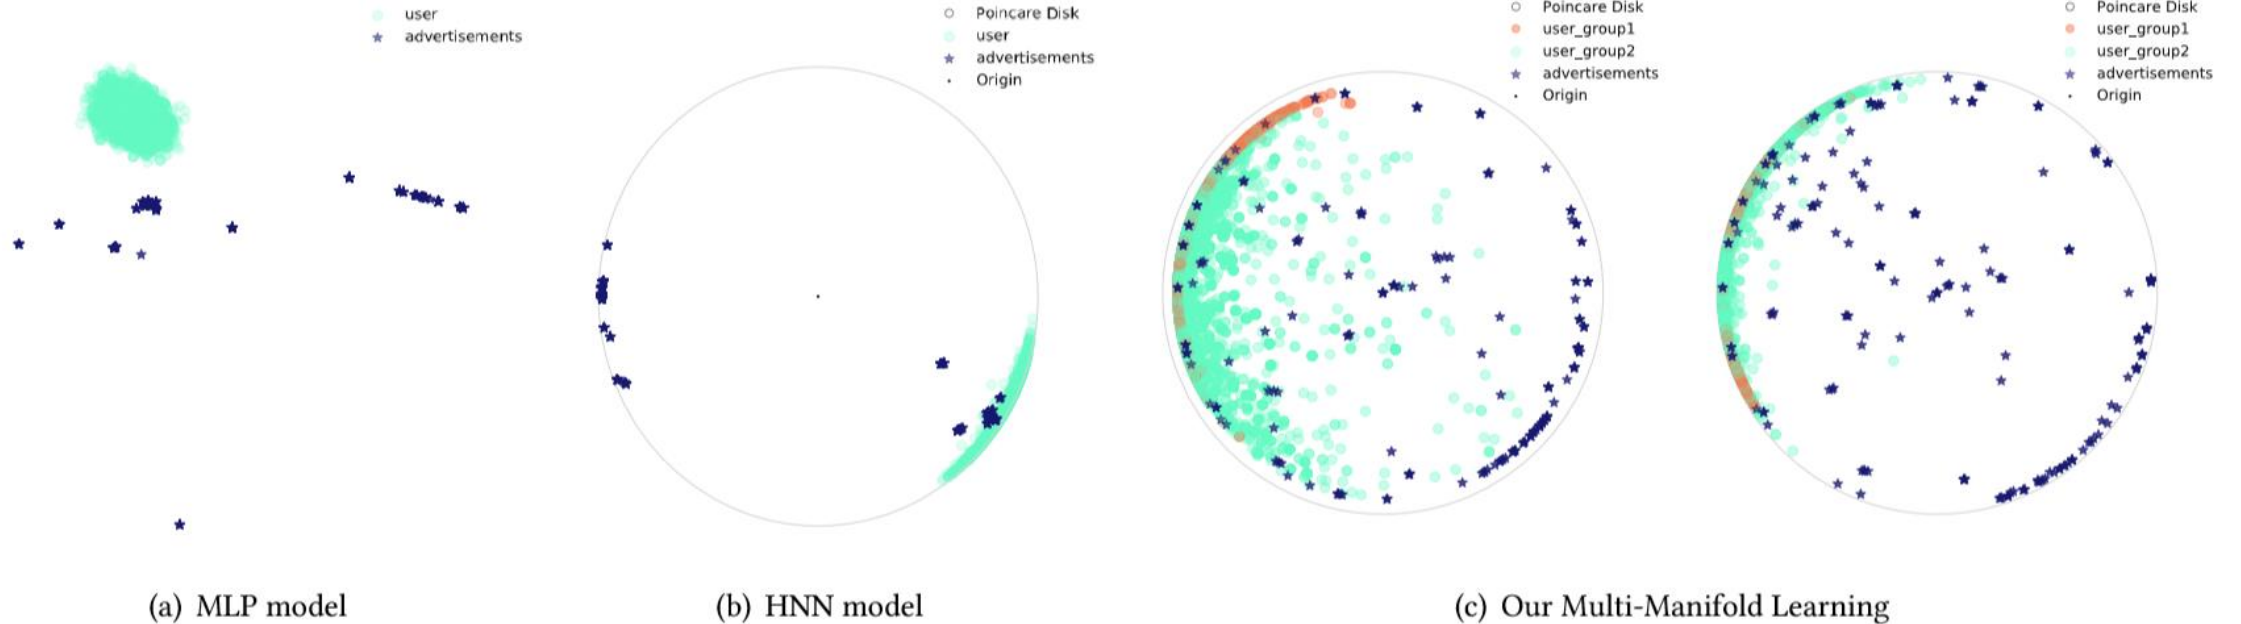 user
advertisements
Poincare Disk
user
advertisements
Origin
Poincare Disk
user_group1
user_group2
advertisements
Origin
Poincare Disk
user_group1
user_group2
advertisements
Origin
(a) MLP model
(b) HNN model
(c) Our Multi-Manifold Learning